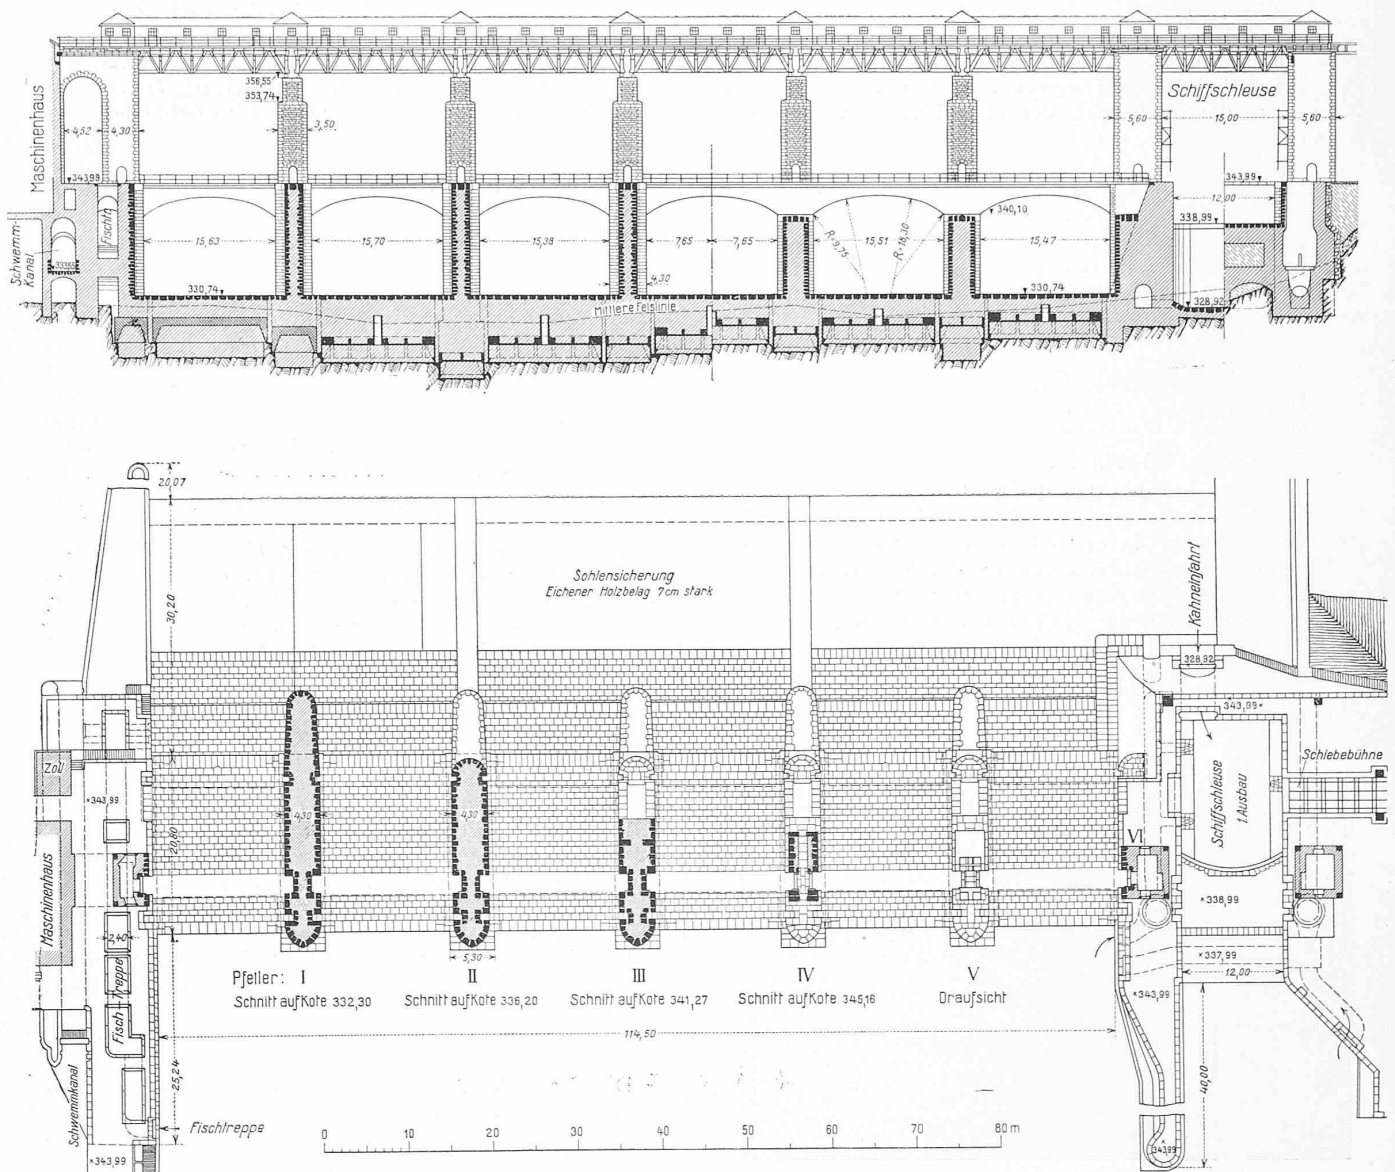 Maschinenhaus
356,55
353,74
3,50
4,52
4,30
Schiffschleuse
5,60
15,00
5,60
343,99
343,99
12,00
Fischtr.
340,10
338,99
15,63
15,70
15,38
7,65
7,65
R=9,75
15,51
R=18,30
15,47
Schwemm-
Kanal
4,30
330,74
330,74
Mittlere Felslinie
328,92
20,07
30,20
Sohlensicherung
Eichener Holzbelag 7cm stark
Kahneinfahrt
328,92
343,99×
Zoll
Schiebebühne
×343,99
Schiffschleuse
1.Ausbau
4,30
4,30
20,80
VI
Maschinenhaus
×338,99
2,40
5,30
×337,99
12,00
Pfeiler: I II III IV V
Schnitt auf Kote 332,30
Schnitt auf Kote 336,20
Schnitt auf Kote 341,27
Schnitt auf Kote 345,16
Draufsicht
×343,99
Fisch-Treppe
114,50
25,24
40,00
Schwemmkanal
Fischtreppe
0 10 20 30 40 50 60 70 80 m
×343,99
×
343,99